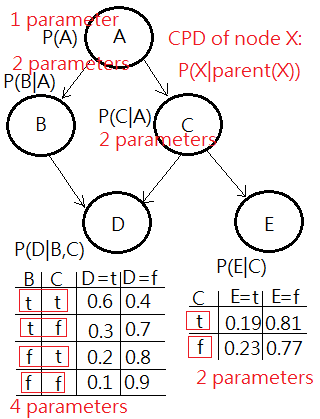 1 parameter
P(A)
A
CPD of node X:
P(X|parent(X))
2 parameters
P(B|A)
B
P(C|A)
C
2 parameters
D
E
P(D|B,C)
P(E|C)
B C D=t D=f
t t 0.6 0.4
t f 0.3 0.7
f t 0.2 0.8
f f 0.1 0.9
4 parameters
C E=t E=f
t 0.19 0.81
f 0.23 0.77
2 parameters